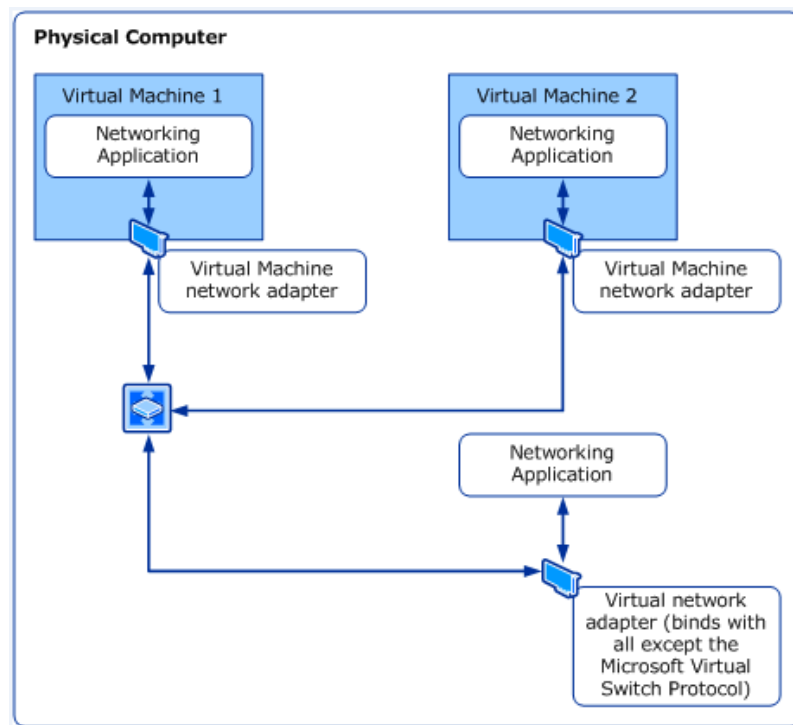 Physical Computer
Virtual Machine 1
Networking
Application
Virtual Machine
network adapter
Virtual Machine 2
Networking
Application
Virtual Machine
network adapter
Networking
Application
Virtual network
adapter (binds with
all except the
Microsoft Virtual
Switch Protocol)